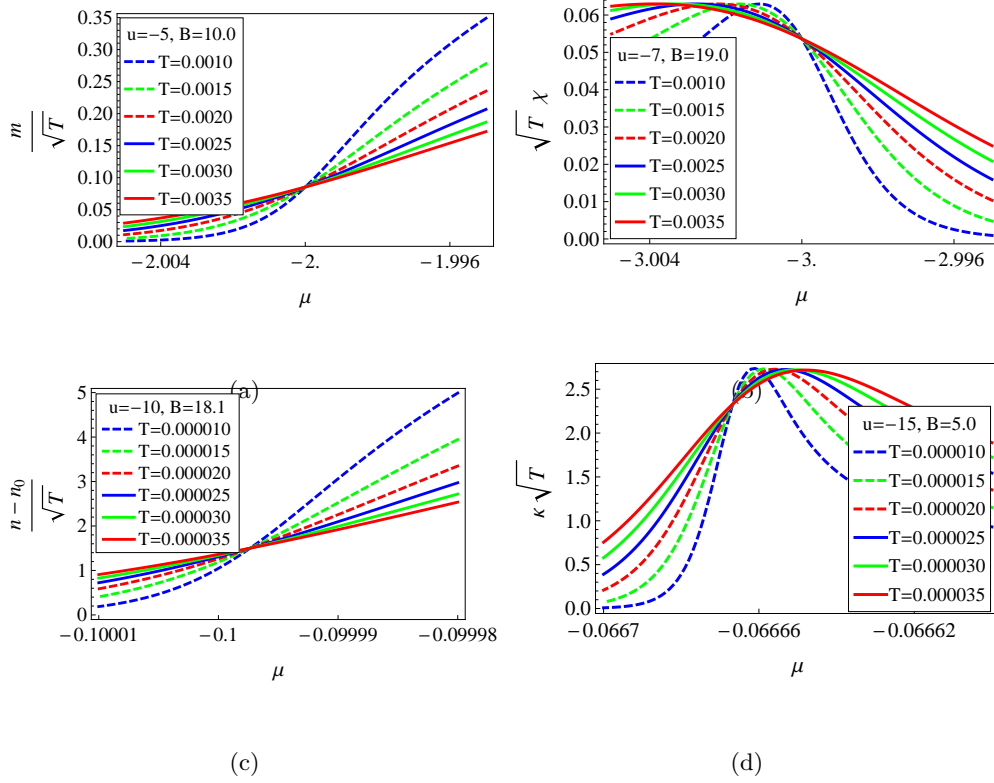 0.35
0.30
0.25
0.20
0.15
0.10
0.05
0.00
m
√T
u=−5, B=10.0
T=0.0010
T=0.0015
T=0.0020
T=0.0025
T=0.0030
T=0.0035
−2.004
−2.
−1.996
μ
(a)
0.06
0.04
0.02
0.00
√T χ
u=−7, B=19.0
T=0.0010
T=0.0015
T=0.0020
T=0.0025
T=0.0030
T=0.0035
−3.004
−3.
−2.996
μ
5
4
3
2
1
0
n − n₀
√T
u=−10, B=18.1
T=0.000010
T=0.000015
T=0.000020
T=0.000025
T=0.000030
T=0.000035
−0.10001
−0.1
−0.09999
−0.09998
μ
(c)
2.5
2.0
1.5
1.0
0.5
0.0
κ √T
u=−15, B=5.0
T=0.000010
T=0.000015
T=0.000020
T=0.000025
T=0.000030
T=0.000035
−0.0667
−0.06666
−0.06662
μ
(d)